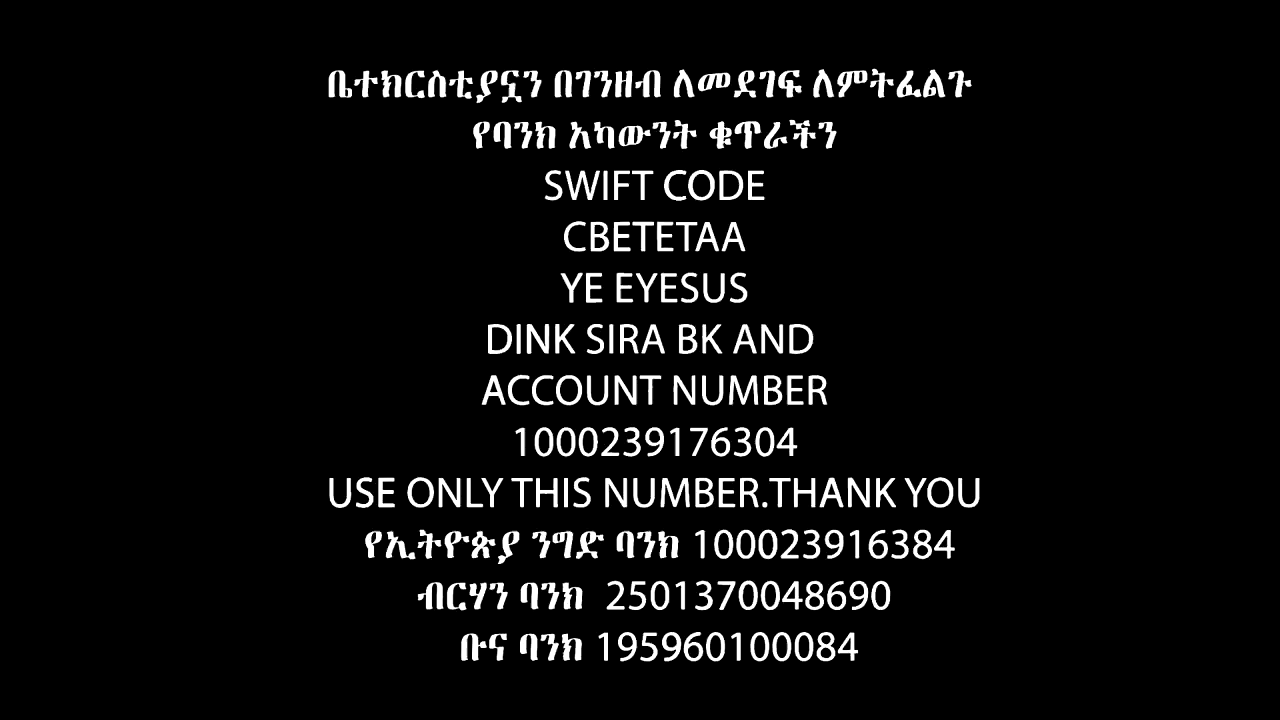 ቤተክርስቲያኗን በገንዘብ ለመደገፍ ለምትፈልጉ
የባንክ አካውንት ቁጥራችን
SWIFT CODE
CBETETAA
YE EYESUS
DINK SIRA BK AND
ACCOUNT NUMBER
1000239176304
USE ONLY THIS NUMBER.THANK YOU
የኢትዮጵያ ንግድ ባንክ 100023916384
ብርሃን ባንክ 2501370048690
ቡና ባንክ 195960100084